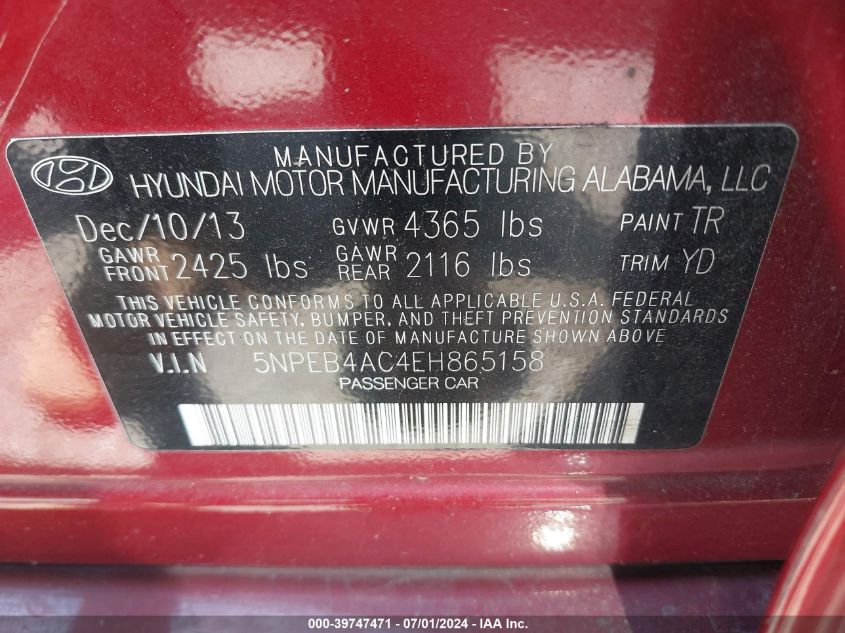 MANUFACTURED BY
HYUNDAI MOTOR MANUFACTURING ALABAMA, LLC
Dec/10/13 GVWR 4365 lbs PAINT TR
GAWR FRONT 2425 lbs GAWR REAR 2116 lbs TRIM YD
THIS VEHICLE CONFORMS TO ALL APPLICABLE U.S.A. FEDERAL
MOTOR VEHICLE SAFETY, BUMPER, AND THEFT PREVENTION STANDARDS
IN EFFECT ON THE DATE OF MANUFACTURE SHOWN ABOVE
V.I.N 5NPEB4AC4EH865158
PASSENGER CAR
000-39747471 - 07/01/2024 - IAA Inc.